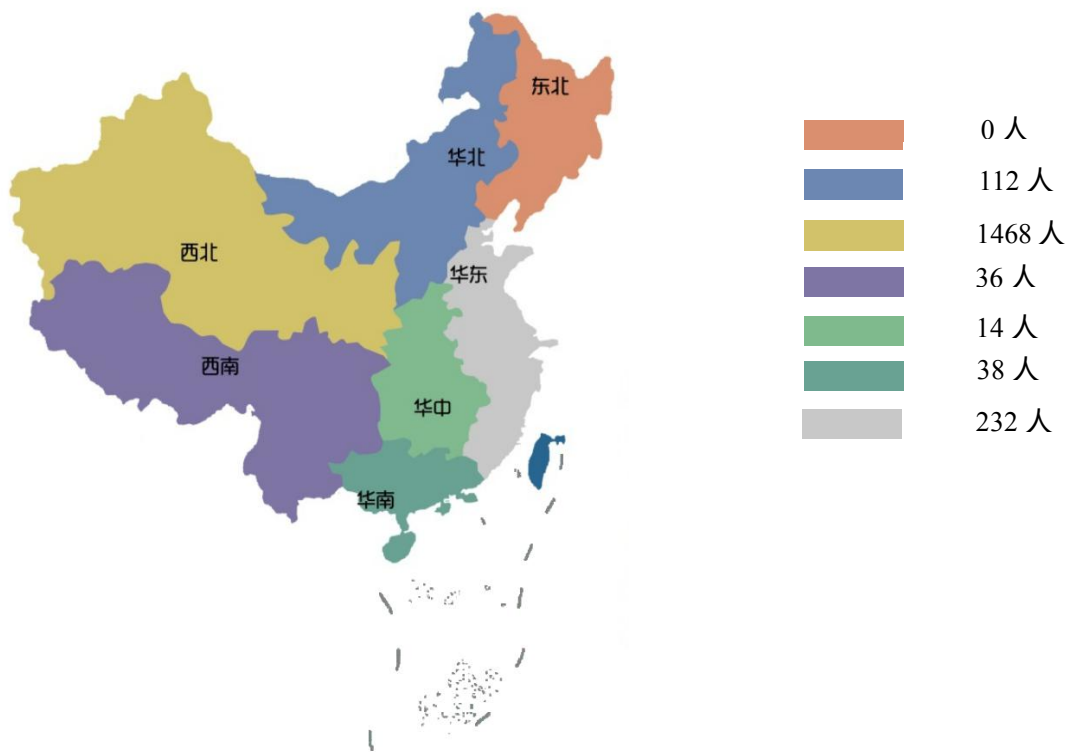 东北
华北
西北
华东
西南
华中
华南
0 人
112 人
1468 人
36 人
14 人
38 人
232 人